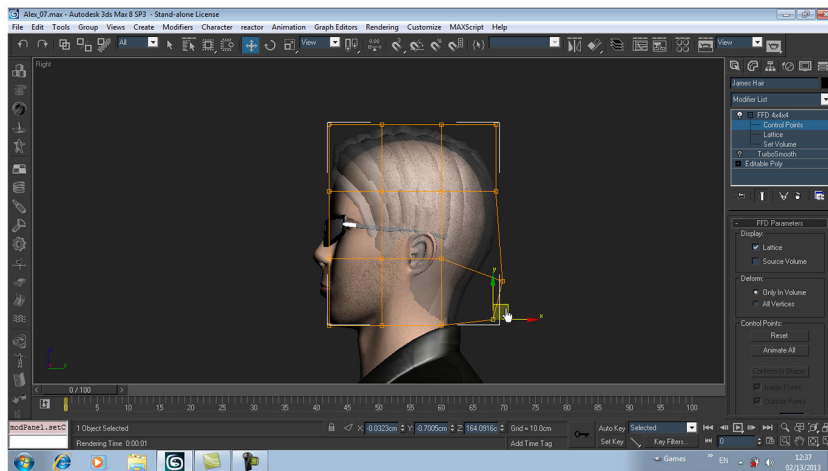 Alex_07.max - Autodesk 3ds Max 8 SP3 - Stand-alone License
File Edit Tools Group Views Create Modifiers Character reactor Animation Graph Editors Rendering Customize MAXScript Help
All View View
Right
James Hair
Modifier List
FFD 4x4x4
Control Points
Lattice
Set Volume
TurboSmooth
Editable Poly
FFD Parameters
Display:
Lattice
Source Volume
Deform:
Only In Volume
All Vertices
Control Points:
Reset
Animate All
Conform to Shape
Inside Points
Outside Points
y
x
z
y
0 / 100
0 5 10 15 20 25 30 35 40 45 50 55 60 65 70 75 80 85 90 95 100
modPanel.setC 1 Object Selected X: -0.0323cm Y: -0.7005cm Z: 164.0916c Grid = 10.0cm Auto Key Selected
Rendering Time 0:00:01 Add Time Tag Set Key Key Filters... 0
Games EN 12:37
02/13/2013